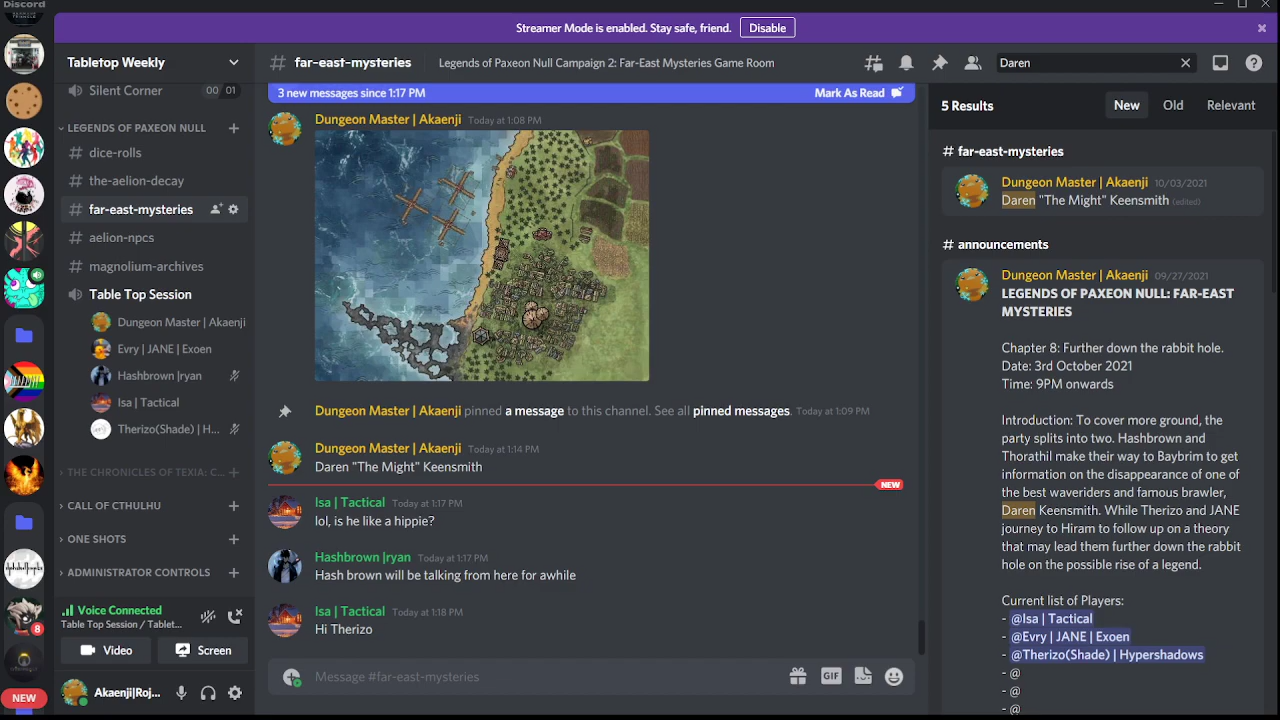 Discord
Streamer Mode is enabled. Stay safe, friend.
Disable
Tabletop Weekly
Silent Corner
00 01
LEGENDS OF PAXEON NULL
dice-rolls
the-aelion-decay
far-east-mysteries
aelion-npcs
magnolium-archives
Table Top Session
Dungeon Master | Akaenji
Evry | JANE | Exoen
Hashbrown |ryan
Isa | Tactical
Therizo(Shade) | H...
THE CHRONICLES OF TEXIA: C...
CALL OF CTHULHU
ONE SHOTS
ADMINISTRATOR CONTROLS
Voice Connected
Table Top Session / Tablet...
Video
Screen
Akaenji|Roj...
8
NEW
# far-east-mysteries
Legends of Paxeon Null Campaign 2: Far-East Mysteries Game Room
Daren
3 new messages since 1:17 PM
Mark As Read
Dungeon Master | Akaenji Today at 1:08 PM
Dungeon Master | Akaenji pinned a message to this channel. See all pinned messages. Today at 1:09 PM
Dungeon Master | Akaenji Today at 1:14 PM
Daren "The Might" Keensmith
NEW
Isa | Tactical Today at 1:17 PM
lol, is he like a hippie?
Hashbrown |ryan Today at 1:17 PM
Hash brown will be talking from here for awhile
Isa | Tactical Today at 1:18 PM
Hi Therizo
Message #far-east-mysteries
GIF
5 Results
New
Old
Relevant
# far-east-mysteries
Dungeon Master | Akaenji 10/03/2021
Daren "The Might" Keensmith (edited)
# announcements
Dungeon Master | Akaenji 09/27/2021
LEGENDS OF PAXEON NULL: FAR-EAST
MYSTERIES
Chapter 8: Further down the rabbit hole.
Date: 3rd October 2021
Time: 9PM onwards
Introduction: To cover more ground, the
party splits into two. Hashbrown and
Thorathil make their way to Baybrim to get
information on the disappearance of one of
the best waveriders and famous brawler,
Daren Keensmith. While Therizo and JANE
journey to Hiram to follow up on a theory
that may lead them further down the rabbit
hole on the possible rise of a legend.
Current list of Players:
- @Isa | Tactical
- @Evry | JANE | Exoen
- @Therizo(Shade) | Hypershadows
- @
- @
- @